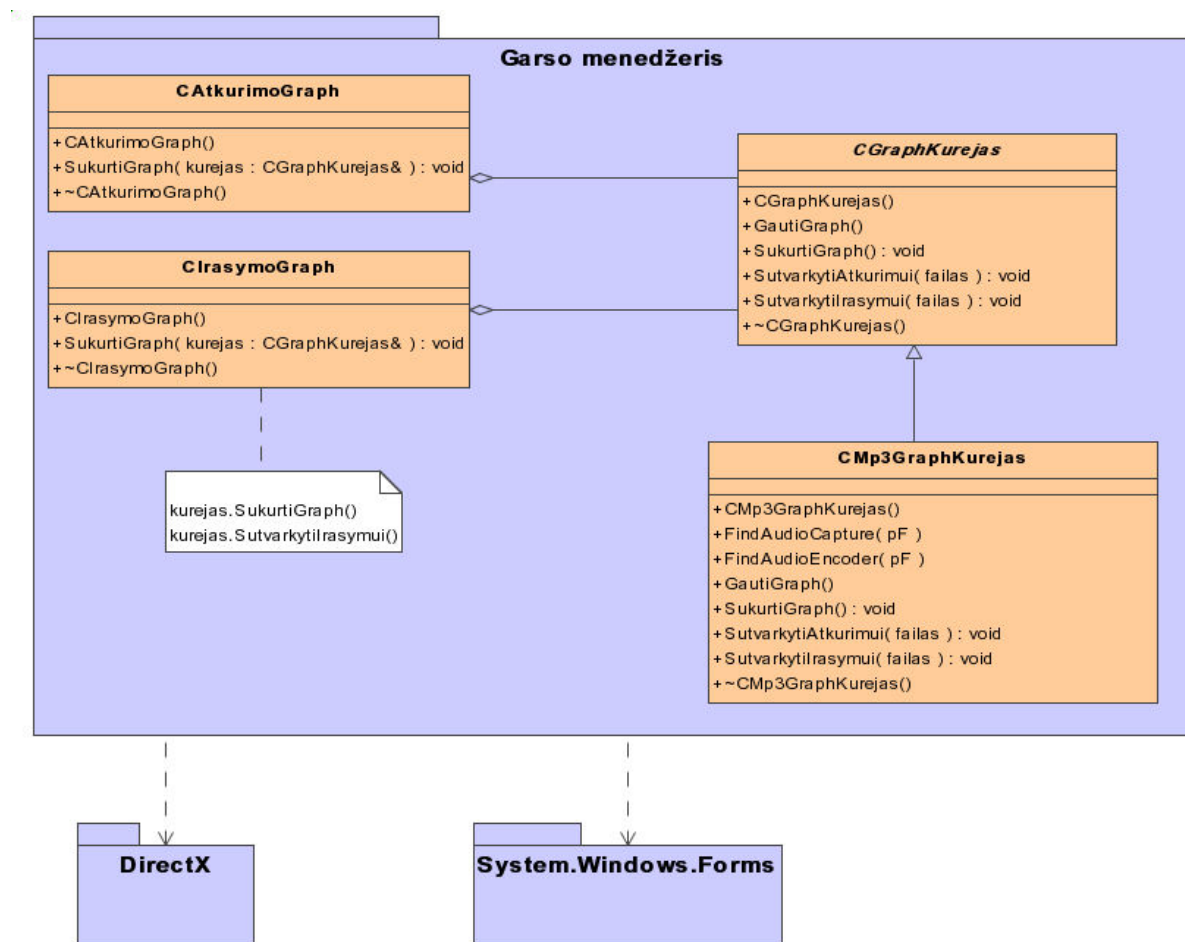 Garso menedžeris
CAtkurimoGraph
+CAtkurimoGraph()
+SukurtiGraph( kurejas : CGraphKurejas& ) : void
+~CAtkurimoGraph()
CGraphKurejas
+CGraphKurejas()
+GautiGraph()
+SukurtiGraph() : void
+SutvarkytiAtkurimui( failas ) : void
+SutvarkytiIrasymui( failas ) : void
+~CGraphKurejas()
CIrasymoGraph
+CIrasymoGraph()
+SukurtiGraph( kurejas : CGraphKurejas& ) : void
+~CIrasymoGraph()
kurejas.SukurtiGraph()
kurejas.SutvarkytiIrasymui()
CMp3GraphKurejas
+CMp3GraphKurejas()
+FindAudioCapture( pF )
+FindAudioEncoder( pF )
+GautiGraph()
+SukurtiGraph() : void
+SutvarkytiAtkurimui( failas ) : void
+SutvarkytiIrasymui( failas ) : void
+~CMp3GraphKurejas()
DirectX
System.Windows.Forms